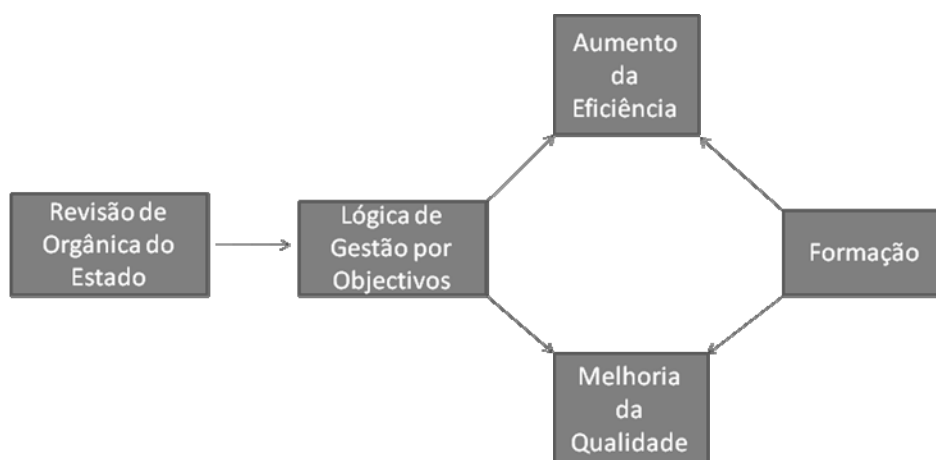 Revisão de
Orgânica do
Estado
Lógica de
Gestão por
Objectivos
Aumento
da
Eficiência
Melhoria
da
Qualidade
Formação